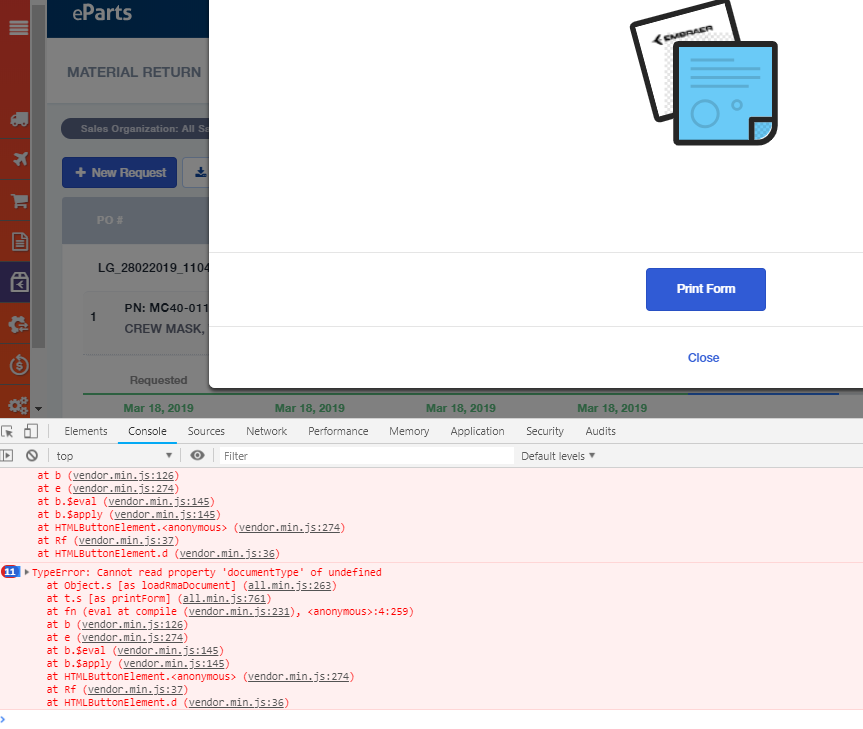 eParts
EMBRAER
MATERIAL RETURN
Sales Organization: All Sa
+ New Request
PO #
LG_28022019_1104
1
PN: MC40-011
CREW MASK,
Print Form
Close
Requested
Mar 18, 2019
Mar 18, 2019
Mar 18, 2019
Mar 18, 2019
Elements Console Sources Network Performance Memory Application Security Audits
top ▼ Filter Default levels ▼
at b (vendor.min.js:126)
at e (vendor.min.js:274)
at b.$eval (vendor.min.js:145)
at b.$apply (vendor.min.js:145)
at HTMLButtonElement.<anonymous> (vendor.min.js:274)
at Rf (vendor.min.js:37)
at HTMLButtonElement.d (vendor.min.js:36)
11 ▶TypeError: Cannot read property 'documentType' of undefined
at Object.s [as loadRmaDocument] (all.min.js:263)
at t.s [as printForm] (all.min.js:761)
at fn (eval at compile (vendor.min.js:231), <anonymous>:4:259)
at b (vendor.min.js:126)
at e (vendor.min.js:274)
at b.$eval (vendor.min.js:145)
at b.$apply (vendor.min.js:145)
at HTMLButtonElement.<anonymous> (vendor.min.js:274)
at Rf (vendor.min.js:37)
at HTMLButtonElement.d (vendor.min.js:36)